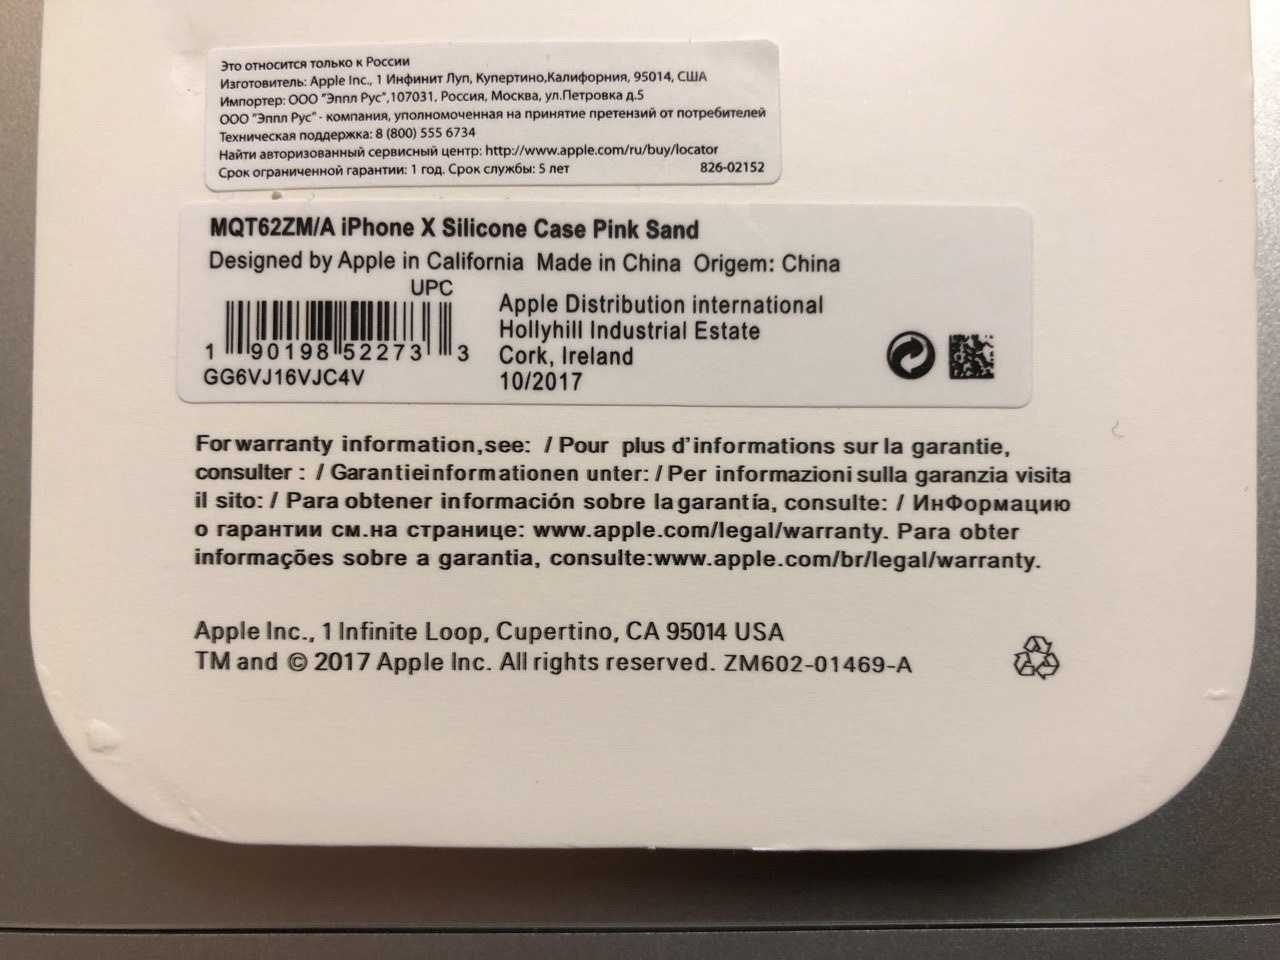 Это относится только к России
Изготовитель: Apple Inc., 1 Инфинит Луп, Купертино,Калифорния, 95014, США
Импортер: ООО "Эппл Рус",107031, Россия, Москва, ул.Петровка д.5
ООО "Эппл Рус" - компания, уполномоченная на принятие претензий от потребителей
Техническая поддержка: 8 (800) 555 6734
Найти авторизованный сервисный центр: http://www.apple.com/ru/buy/locator
Срок ограниченной гарантии: 1 год. Срок службы: 5 лет 826-02152
MQT62ZM/A iPhone X Silicone Case Pink Sand
Designed by Apple in California Made in China Origem: China
UPC
1 90198 52273 3
GG6VJ16VJC4V
Apple Distribution international
Hollyhill Industrial Estate
Cork, Ireland
10/2017
For warranty information,see: / Pour plus d'informations sur la garantie,
consulter : / Garantieinformationen unter: / Per informazioni sulla garanzia visita
il sito: / Para obtener información sobre la garantía, consulte: / ИнФормацию
о гарантии см.на странице: www.apple.com/legal/warranty. Para obter
informações sobre a garantia, consulte:www.apple.com/br/legal/warranty.
Apple Inc., 1 Infinite Loop, Cupertino, CA 95014 USA
TM and © 2017 Apple Inc. All rights reserved. ZM602-01469-A